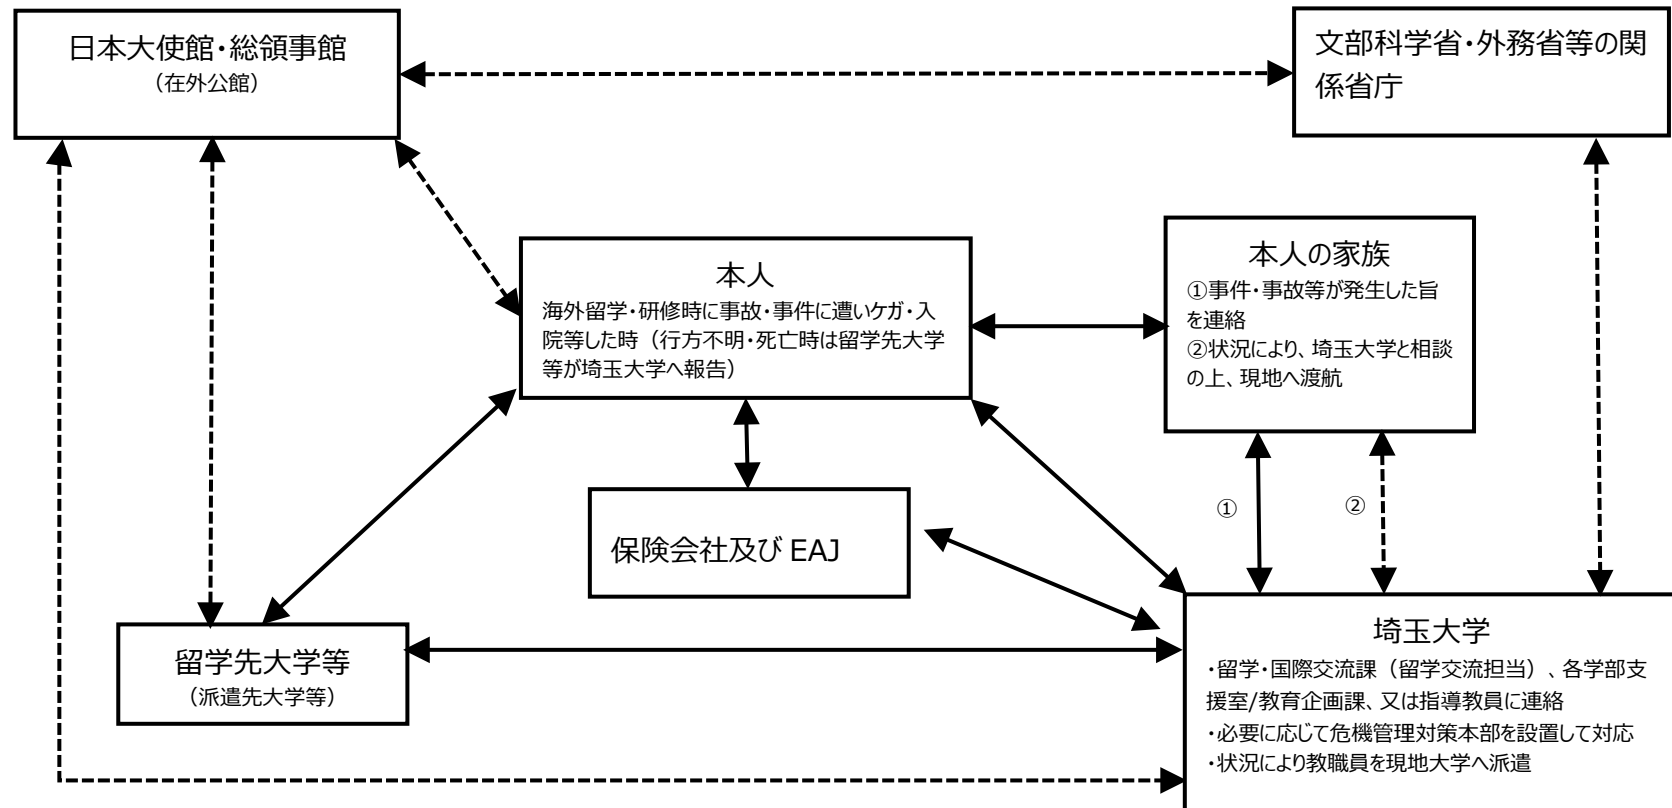 日本大使館・総領事館
（在外公館）
文部科学省・外務省等の関
係省庁
本人
海外留学・研修時に事故・事件に遭いケガ・入
院等した時（行方不明・死亡時は留学先大学
等が埼玉大学へ報告）
本人の家族
①事件・事故等が発生した旨
を連絡
②状況により、埼玉大学と相談
の上、現地へ渡航
①
②
保険会社及び EAJ
留学先大学等
（派遣先大学等）
埼玉大学
・留学・国際交流課（留学交流担当）、各学部支
援室/教育企画課、又は指導教員に連絡
・必要に応じて危機管理対策本部を設置して対応
・状況により教職員を現地大学へ派遣